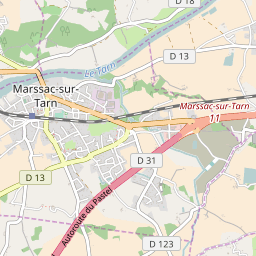 D 18
D 13
Le Tarn
Marssac-sur-
Tarn
Marssac-sur-Tarn
11
D 31
D 13
Autoroute du Pastel
D 123